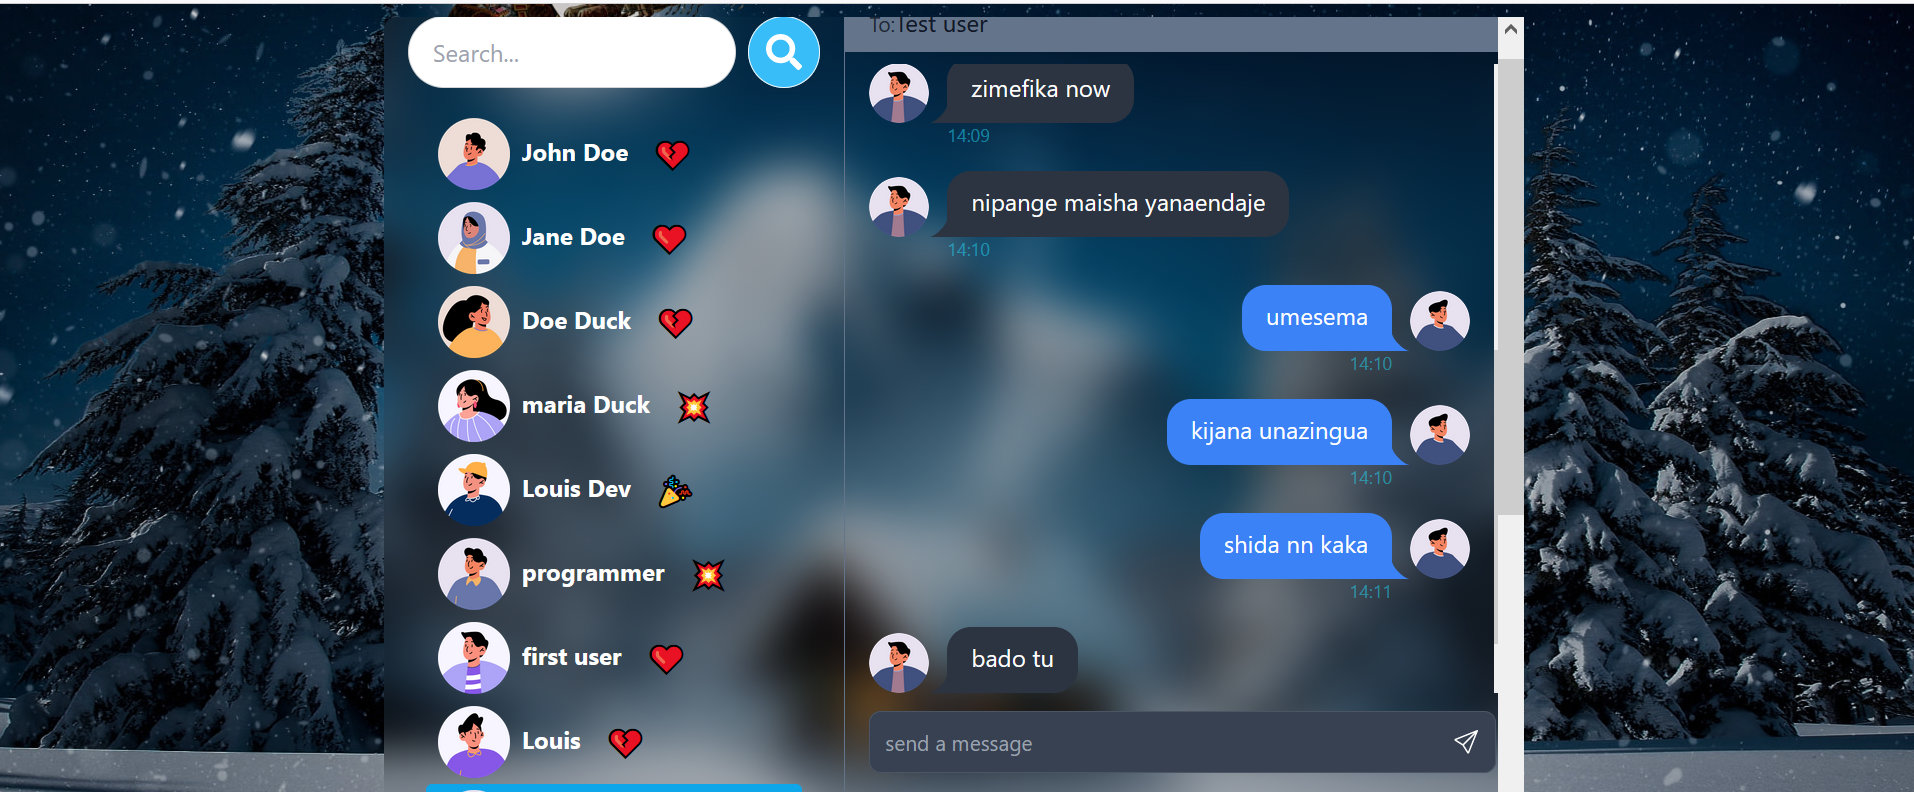 Search...
John Doe
Jane Doe
Doe Duck
maria Duck
Louis Dev
programmer
first user
Louis
To:Test user
zimefika now
14:09
nipange maisha yanaendaje
14:10
umesema
14:10
kijana unazingua
14:10
shida nn kaka
14:11
bado tu
send a message